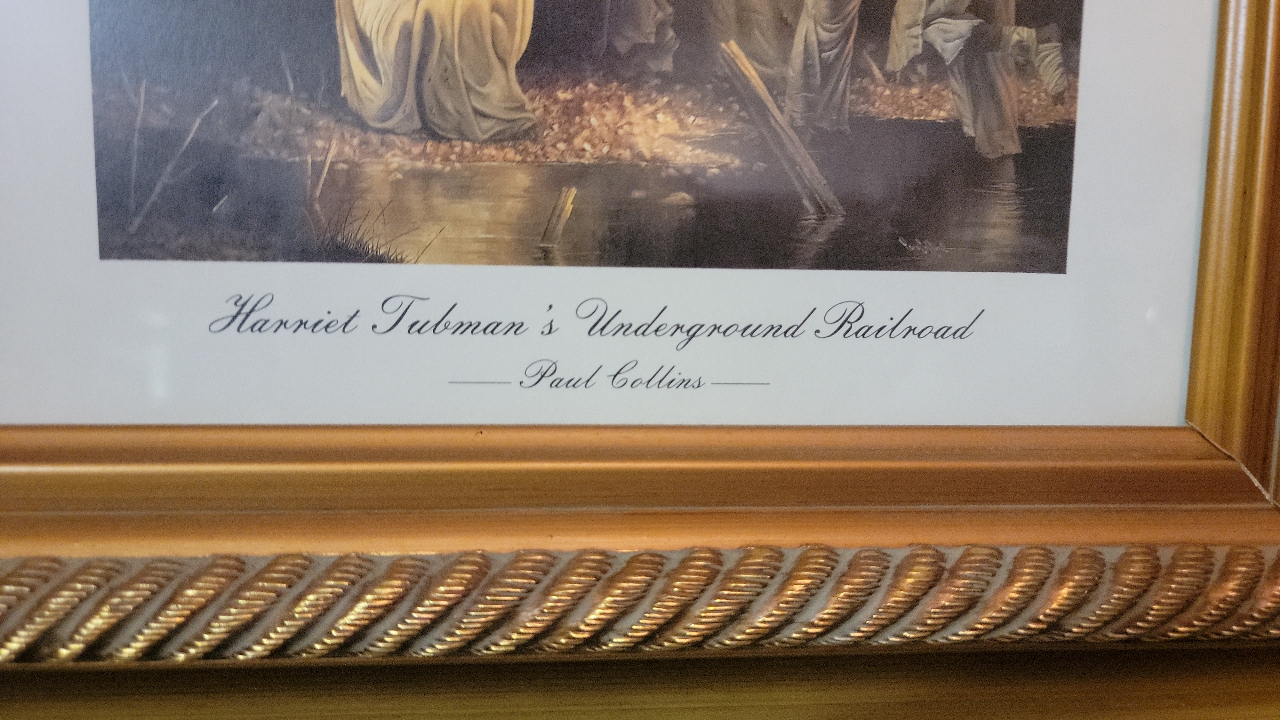 Harriet Tubman's Underground Railroad
Paul Collins